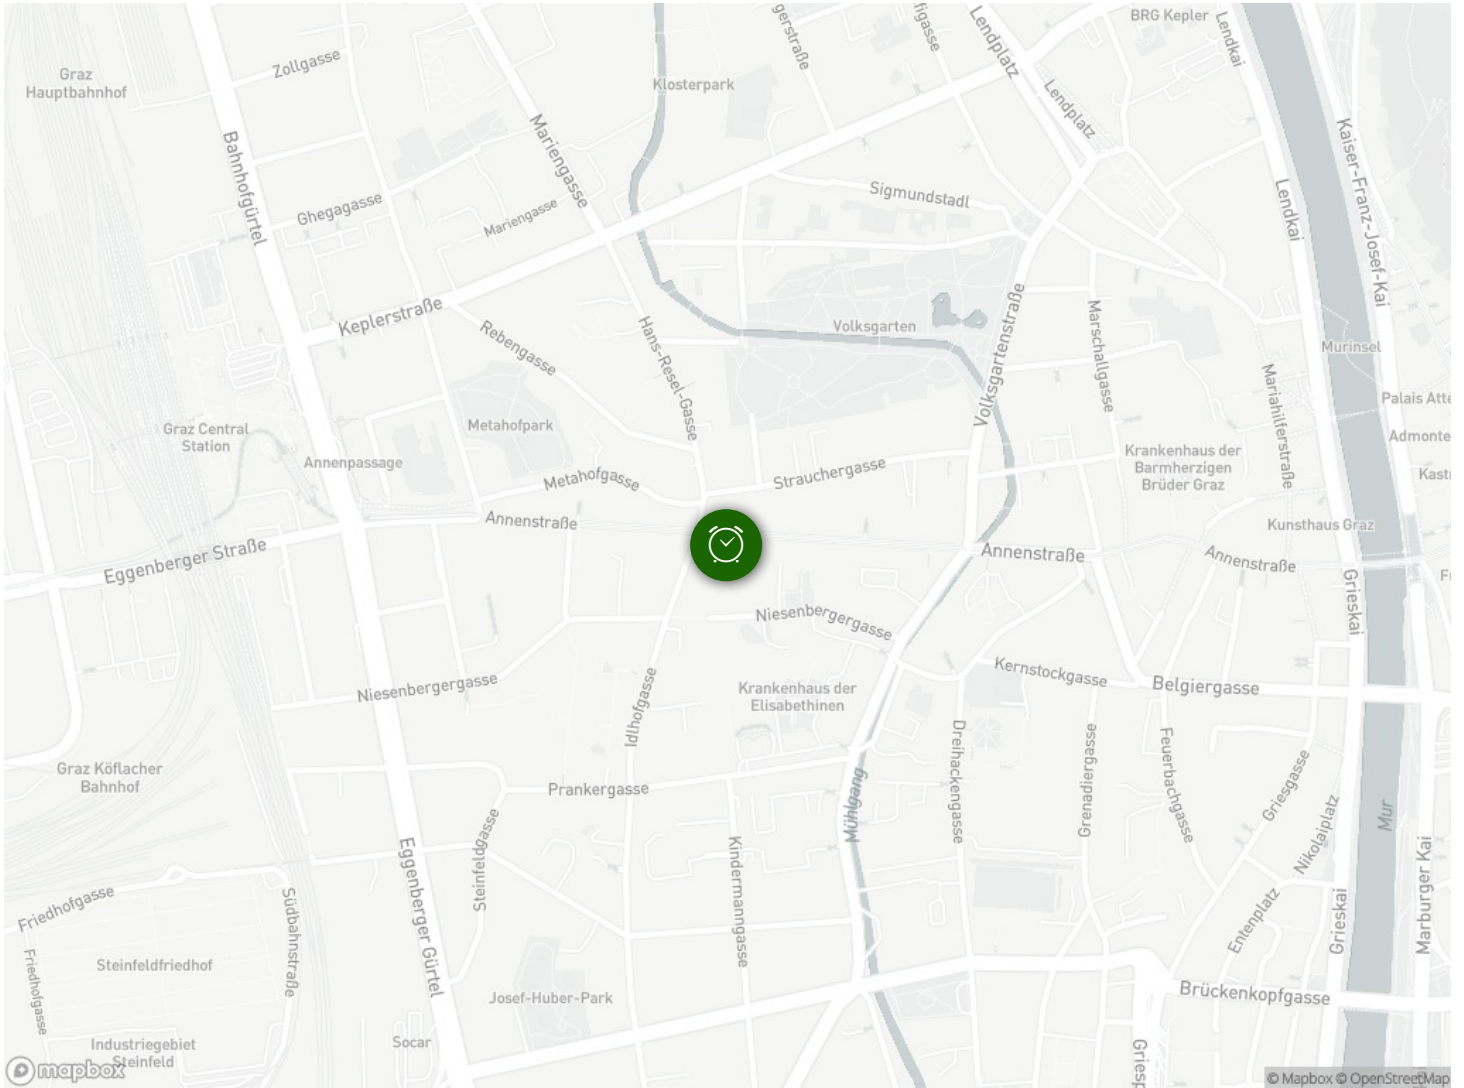 BRG Kepler
Lendkai
Lendplatz
figasse
gerstraße
Zollgasse
Graz
Hauptbahnhof
Klosterpark
Lendplatz
Kaiser-Franz-Josef-Kai
Bahnhofgürtel
Mariengasse
Sigmundstadl
Ghegagasse
Mariengasse
Lendkai
Keplerstraße
Rebengasse
Hans-Resel-Gasse
Volksgarten
Volksgartenstraße
Marschallgasse
Murinsel
Mariahilferstraße
Palais Atte
Graz Central
Station
Metahofpark
Annenpassage
Admonte
Krankenhaus der
Barmherzigen
Brüder Graz
Kastr
Metahofgasse
Strauchergasse
Annenstraße
Kunsthaus Graz
Eggenberger Straße
Annenstraße
Annenstraße
Grieskai
Niesenbergergasse
Niesenbergergasse
Krankenhaus der
Elisabethinen
Kernstockgasse
Belgiergasse
Idlhofgasse
Dreihackengasse
Grenadiergasse
Feuerbachgasse
Graz Köflacher
Bahnhof
Prankergasse
Mühlgang
Griesgasse
Nikolaiplatz
Mur
Steinfeldgasse
Eggenberger Gürtel
Kindermanngasse
Marburger Kai
Friedhofgasse
Südbahnstraße
Entenplatz
Grieskai
Friedhofgasse
Steinfeldfriedhof
Josef-Huber-Park
Brückenkopfgasse
Industriegebiet
Steinfeld
Socar
Griesp
mapbox
© Mapbox © OpenStreetMap